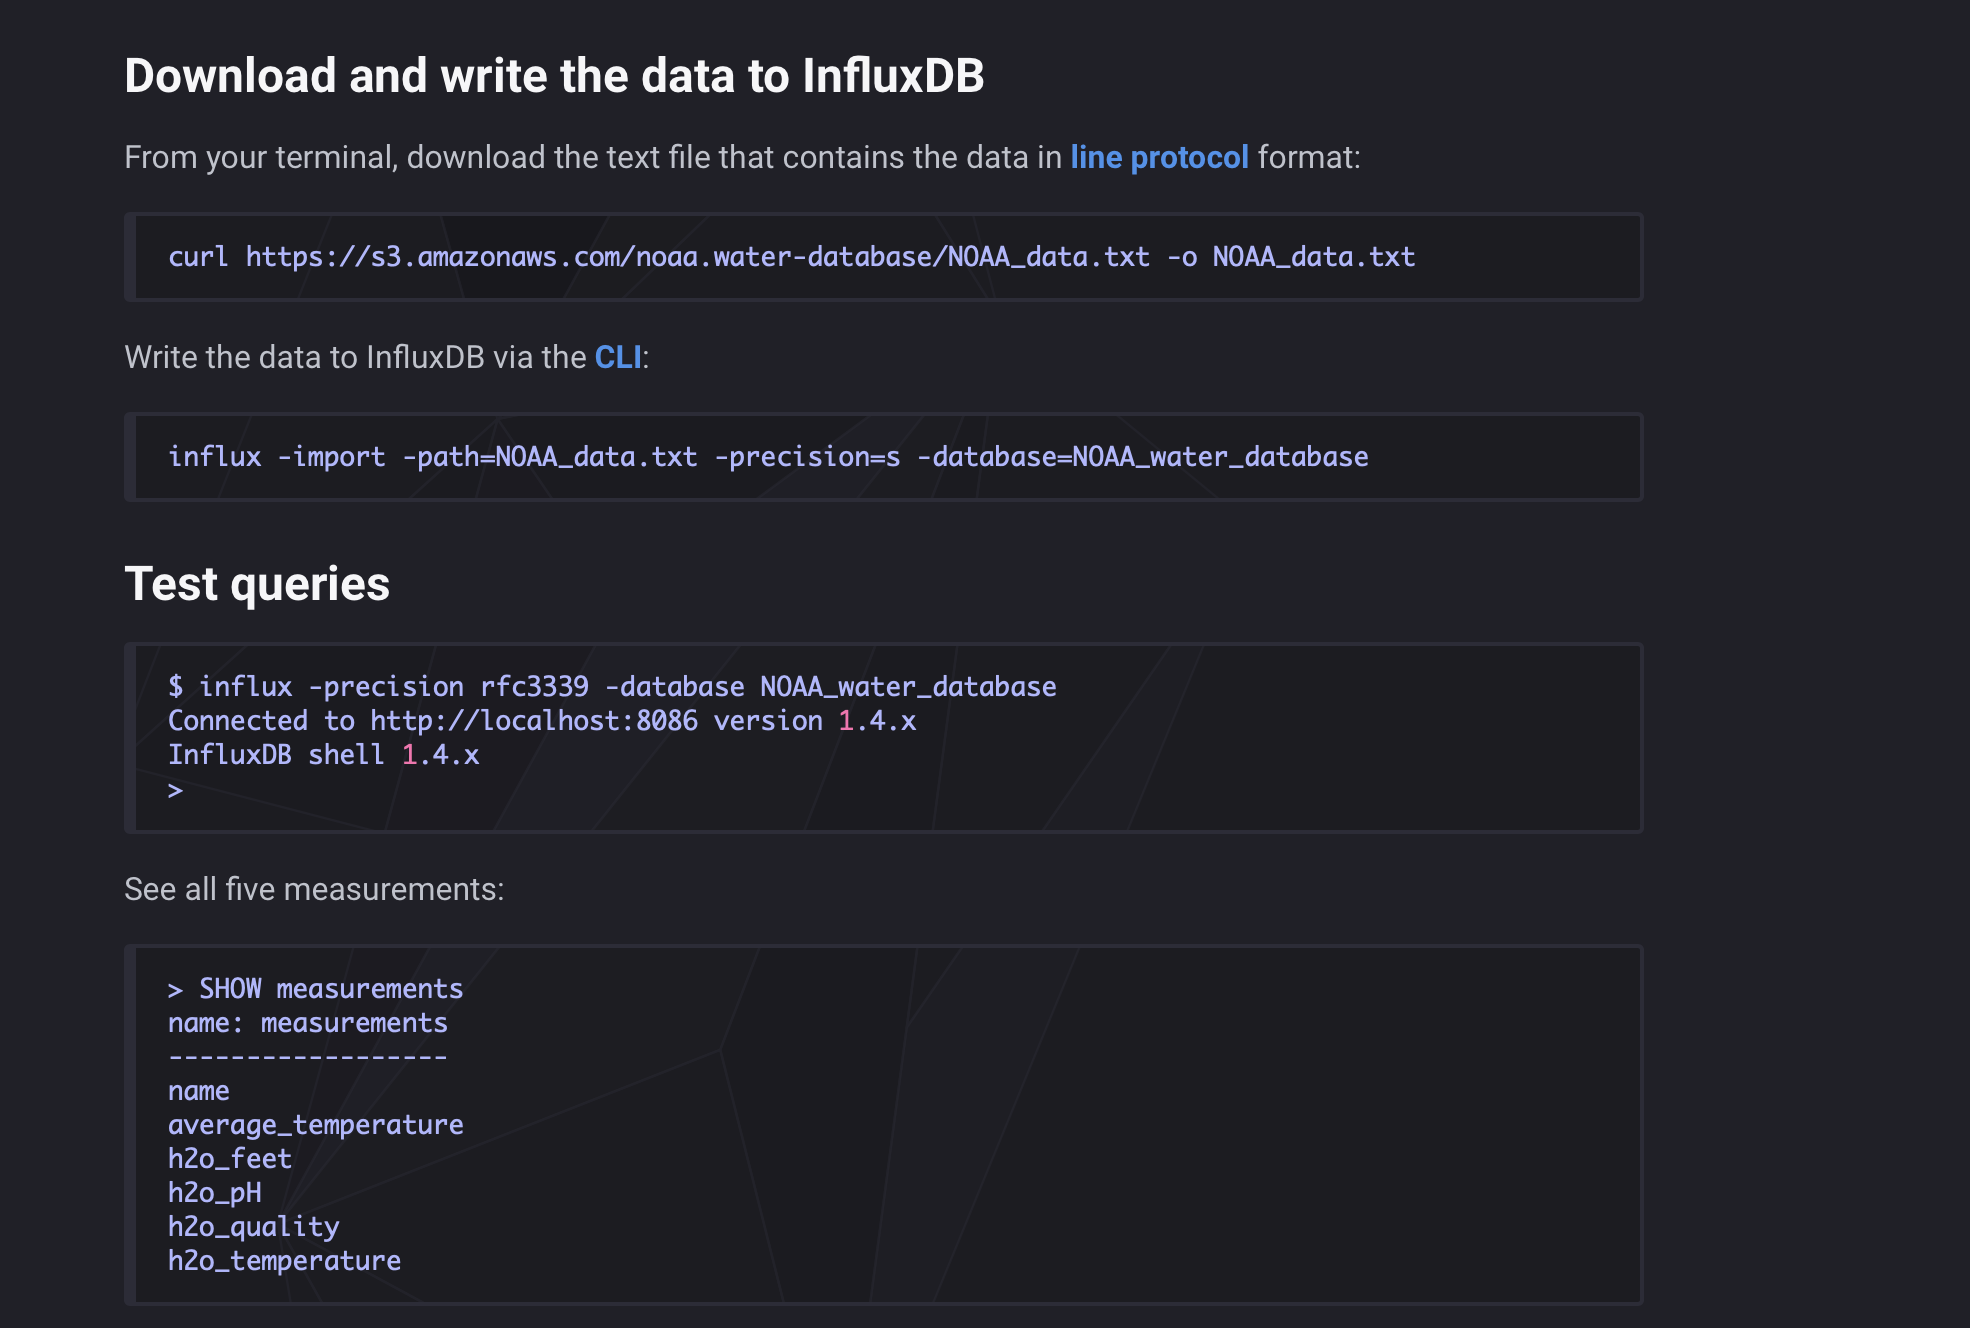 Download and write the data to InfluxDB
From your terminal, download the text file that contains the data in line protocol format:
curl https://s3.amazonaws.com/noaa.water-database/NOAA_data.txt -o NOAA_data.txt
Write the data to InfluxDB via the CLI:
influx -import -path=NOAA_data.txt -precision=s -database=NOAA_water_database
Test queries
$ influx -precision rfc3339 -database NOAA_water_database
Connected to http://localhost:8086 version 1.4.x
InfluxDB shell 1.4.x
>
See all five measurements:
> SHOW measurements
name: measurements
------------------
name
average_temperature
h2o_feet
h2o_pH
h2o_quality
h2o_temperature